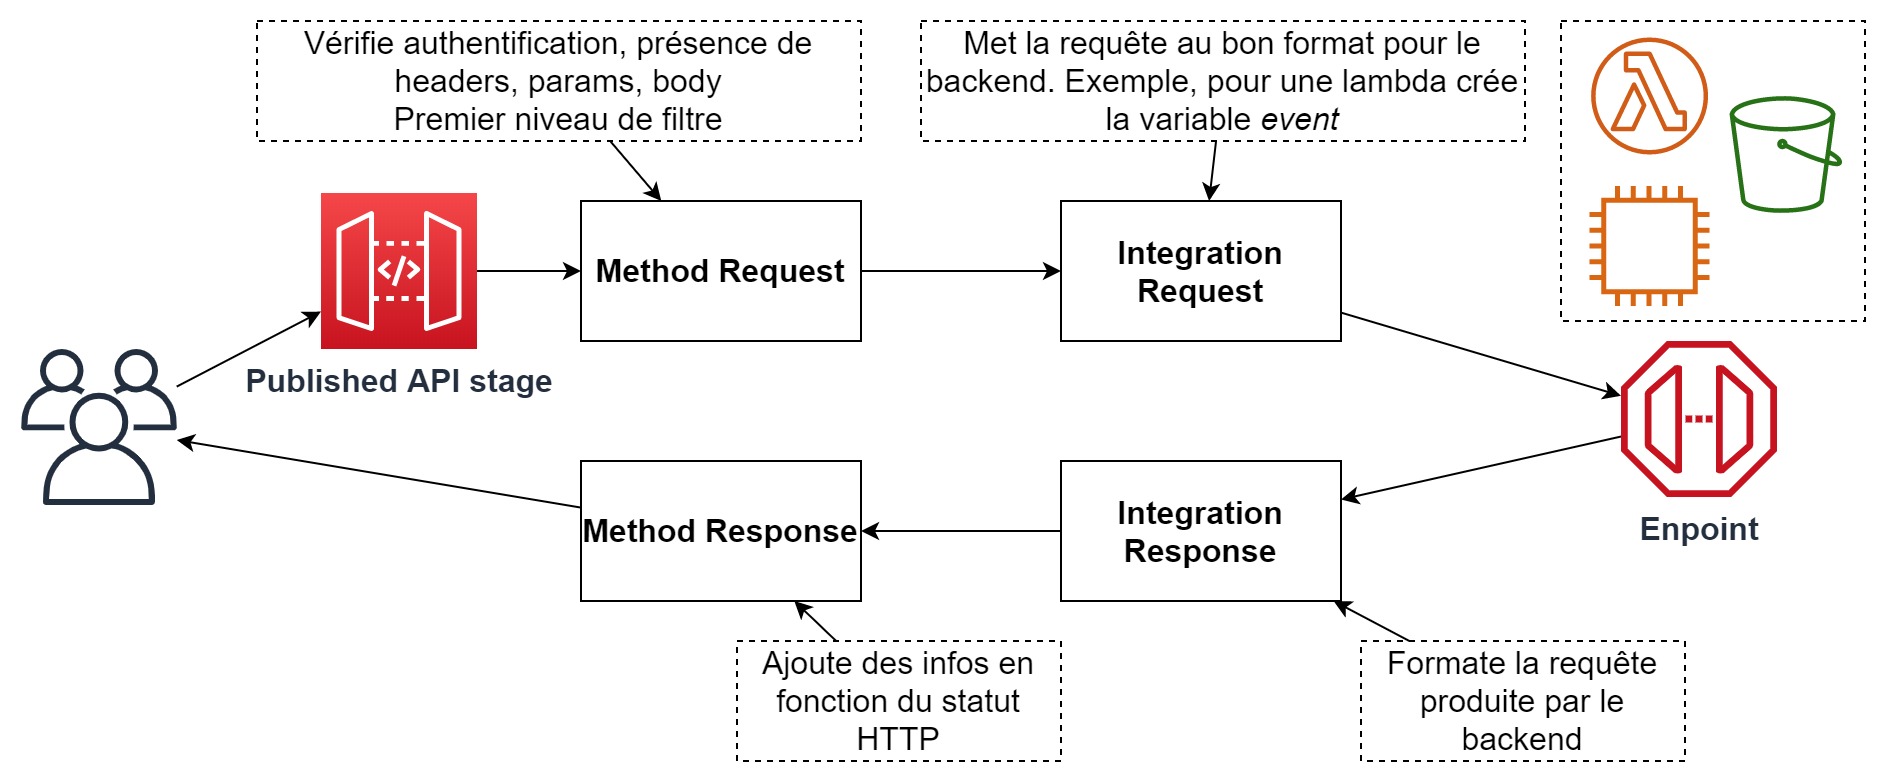 Vérifie authentification, présence de
headers, params, body
Premier niveau de filtre
Met la requête au bon format pour le
backend. Exemple, pour une lambda crée
la variable event
</>
Published API stage
Method Request
Integration
Request
Enpoint
Integration
Response
Method Response
Ajoute des infos en
fonction du statut
HTTP
Formate la requête
produite par le
backend